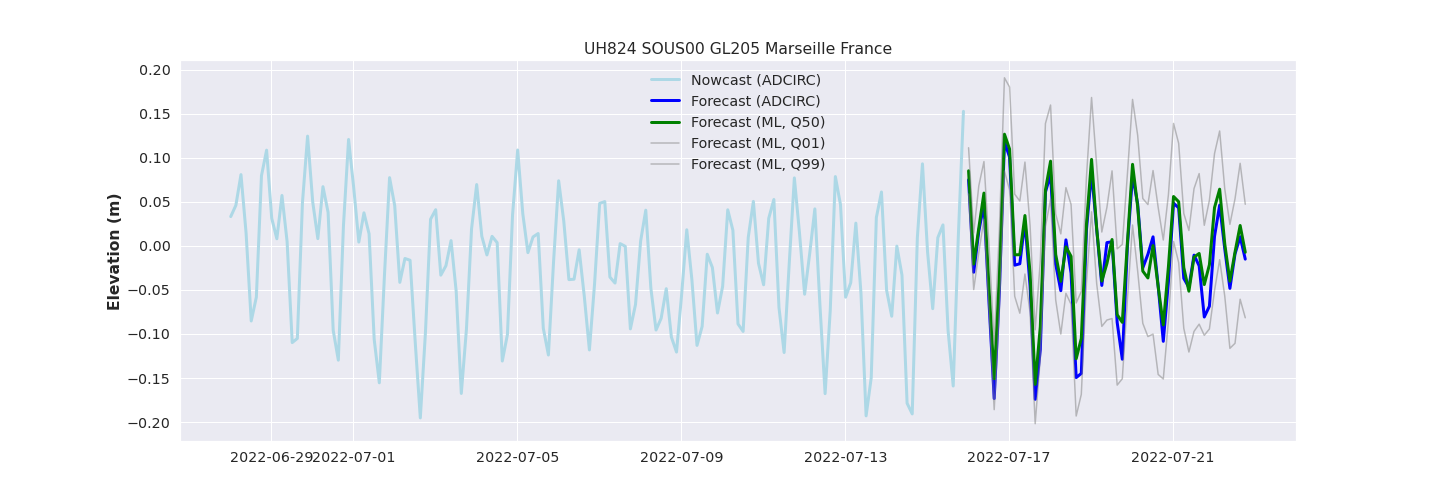 UH824 SOUS00 GL205 Marseille France
Elevation (m)
0.20
0.15
0.10
0.05
0.00
−0.05
−0.10
−0.15
−0.20
Nowcast (ADCIRC)
Forecast (ADCIRC)
Forecast (ML, Q50)
Forecast (ML, Q01)
Forecast (ML, Q99)
2022-06-29 2022-07-01 2022-07-05 2022-07-09 2022-07-13 2022-07-17 2022-07-21